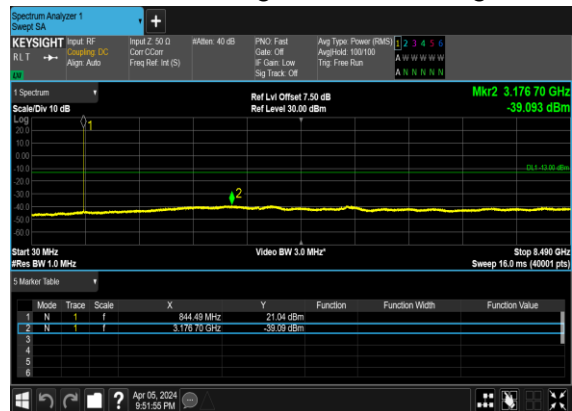 Spectrum Analyzer 1
Swept SA
KEYSIGHT Input: RF Input Z: 50 Ω #Atten: 40 dB PNO: Fast Avg Type: Power (RMS) 1 2 3 4 5 6
RLT Coupling: DC Corr CCorr Gate: Off Avg|Hold: 100/100 A W W W W W
Align: Auto Freq Ref: Int (S) IF Gain: Low Trig: Free Run
LXI Sig Track: Off A N N N N N
1 Spectrum Ref Lvl Offset 7.50 dB Mkr2 3.176 70 GHz
Scale/Div 10 dB Ref Level 30.00 dBm -39.093 dBm
Log
20.0
10.0
0.00
-10.0
-20.0
-30.0
-40.0
-50.0
-60.0
1
DL1 -13.00 dBm
2
Start 30 MHz Video BW 3.0 MHz* Stop 8.490 GHz
#Res BW 1.0 MHz Sweep 16.0 ms (40001 pts)
5 Marker Table
Mode Trace Scale X Y Function Function Width Function Value
1 N 1 f 844.49 MHz 21.04 dBm
2 N 1 f 3.176 70 GHz -39.09 dBm
3
4
5
6
? Apr 05, 2024
9:51:55 PM